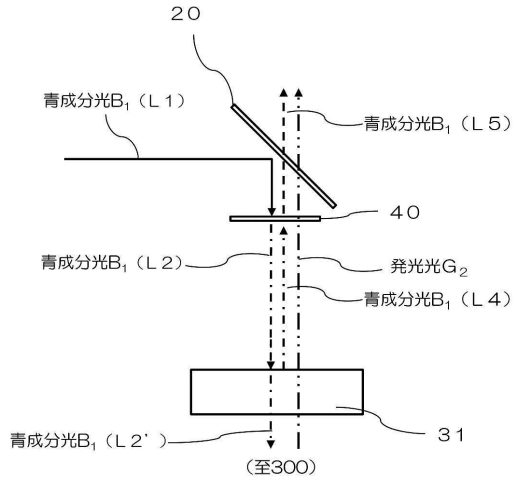 20
青成分光B₁（L1）
青成分光B₁（L5）
40
青成分光B₁（L2）
発光光G₂
青成分光B₁（L4）
31
青成分光B₁（L2'）
（至300）